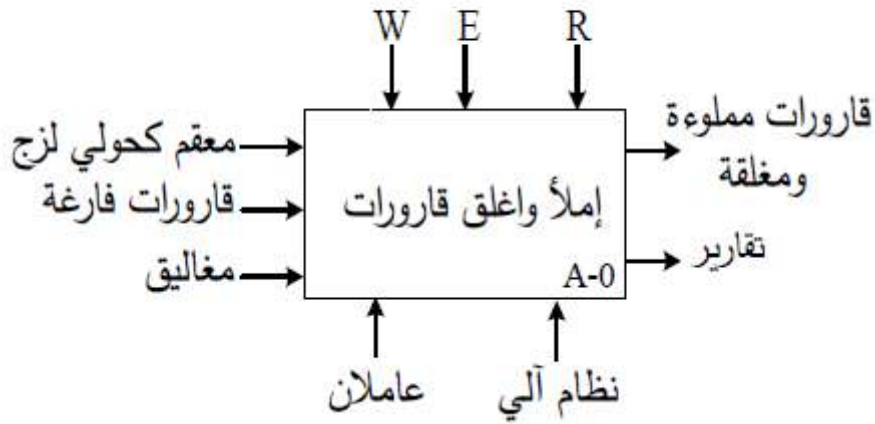 W E R
قارورات مملوءة
ومغلقة
معقم كحولي لزج
قارورات فارغة
إملأ واغلق قارورات
تقارير
مغاليق
A-0
عاملان
نظام آلي